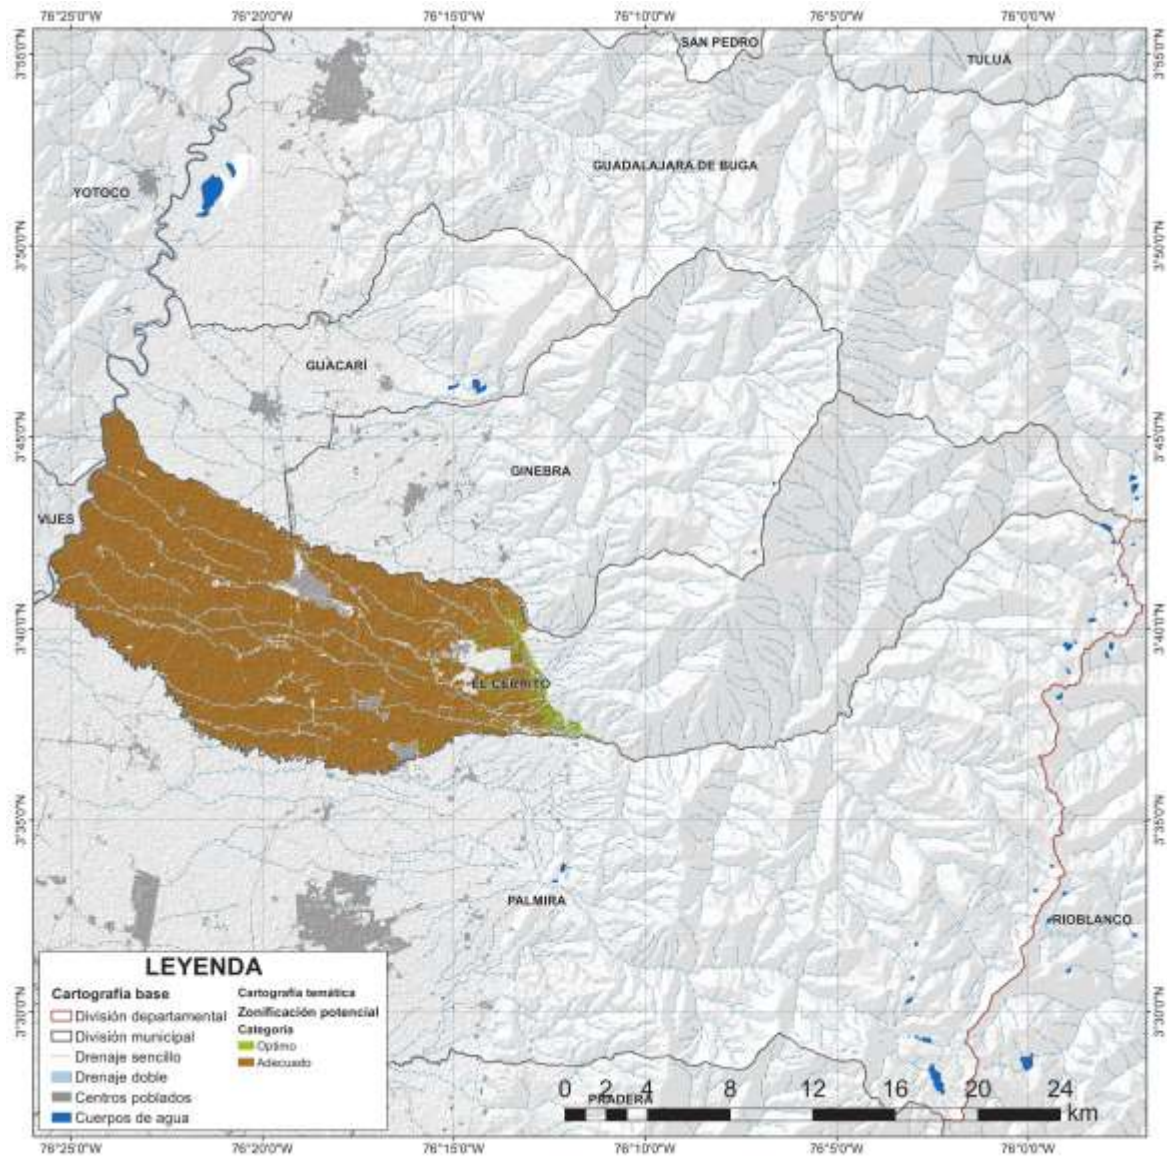 76°25'0"W 76°20'0"W 76°15'0"W 76°10'0"W 76°5'0"W 76°0'0"W
SAN PEDRO
TULUÁ
3°55'0"N 3°55'0"N
GUADALAJARA DE BUGA
YOTOCO
3°50'0"N 3°50'0"N
GUACARÍ
3°45'0"N 3°45'0"N
GINEBRA
VIJES
3°40'0"N 3°40'0"N
EL CERRITO
3°35'0"N 3°35'0"N
PALMIRA
RIOBLANCO
3°30'0"N
LEYENDA
Cartografía base
División departamental
División municipal
Drenaje sencillo
Drenaje doble
Centros poblados
Cuerpos de agua
Cartografía temática
Zonificación potencial
Categoría
Optimo
Adecuado
0 2 4 8 12 16 20 24
km
PRADERA
76°25'0"W 76°20'0"W 76°15'0"W 76°10'0"W 76°5'0"W 76°0'0"W